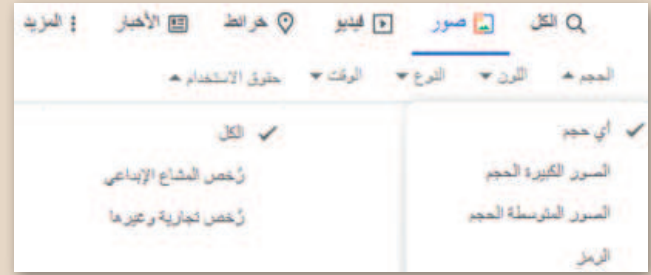 الكل صور فيديو خرائط الأخبار المزيد
الحجم اللون النوع الوقت حقوق الاستخدام
أي حجم
الصور الكبيرة الحجم
الصور المتوسطة الحجم
الرمز
الكل
رُخص المشاع الإبداعي
رُخص تجارية وغيرها